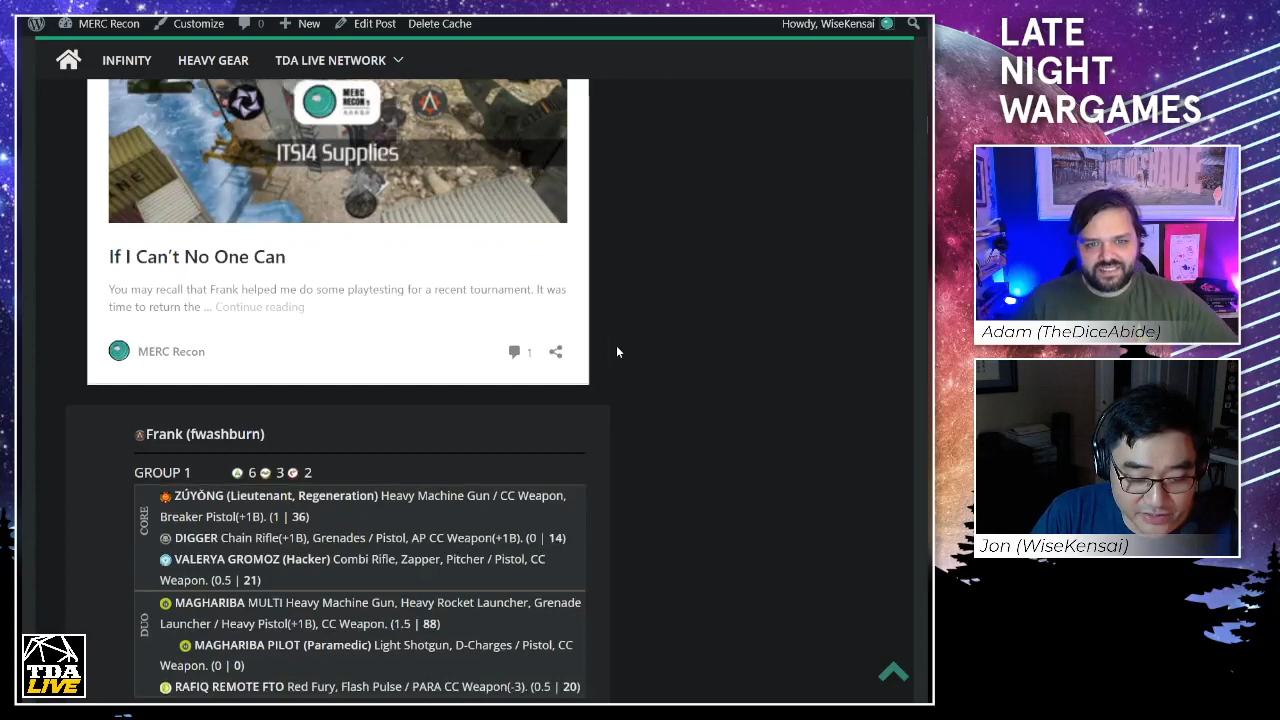 MERC Recon
Customize
0
New
Edit Post
Delete Cache
Howdy, WiseKensai
INFINITY
HEAVY GEAR
TDA LIVE NETWORK
MERC
RECON
ITS14 Supplies
If I Can't No One Can
You may recall that Frank helped me do some playtesting for a recent tournament. It was
time to return the ... Continue reading
MERC Recon
1
Frank (fwashburn)
GROUP 1 6 3 2
CORE
ZÚYǑNG (Lieutenant, Regeneration) Heavy Machine Gun / CC Weapon,
Breaker Pistol(+1B). (1 | 36)
DIGGER Chain Rifle(+1B), Grenades / Pistol, AP CC Weapon(+1B). (0 | 14)
VALERYA GROMOZ (Hacker) Combi Rifle, Zapper, Pitcher / Pistol, CC
Weapon. (0.5 | 21)
DUO
MAGHARIBA MULTI Heavy Machine Gun, Heavy Rocket Launcher, Grenade
Launcher / Heavy Pistol(+1B), CC Weapon. (1.5 | 88)
MAGHARIBA PILOT (Paramedic) Light Shotgun, D-Charges / Pistol, CC
Weapon. (0 | 0)
RAFIQ REMOTE FTO Red Fury, Flash Pulse / PARA CC Weapon(-3). (0.5 | 20)
LATE
NIGHT
WARGAMES
Adam (TheDiceAbide)
Jon (WiseKensai)
TDA
LIVE